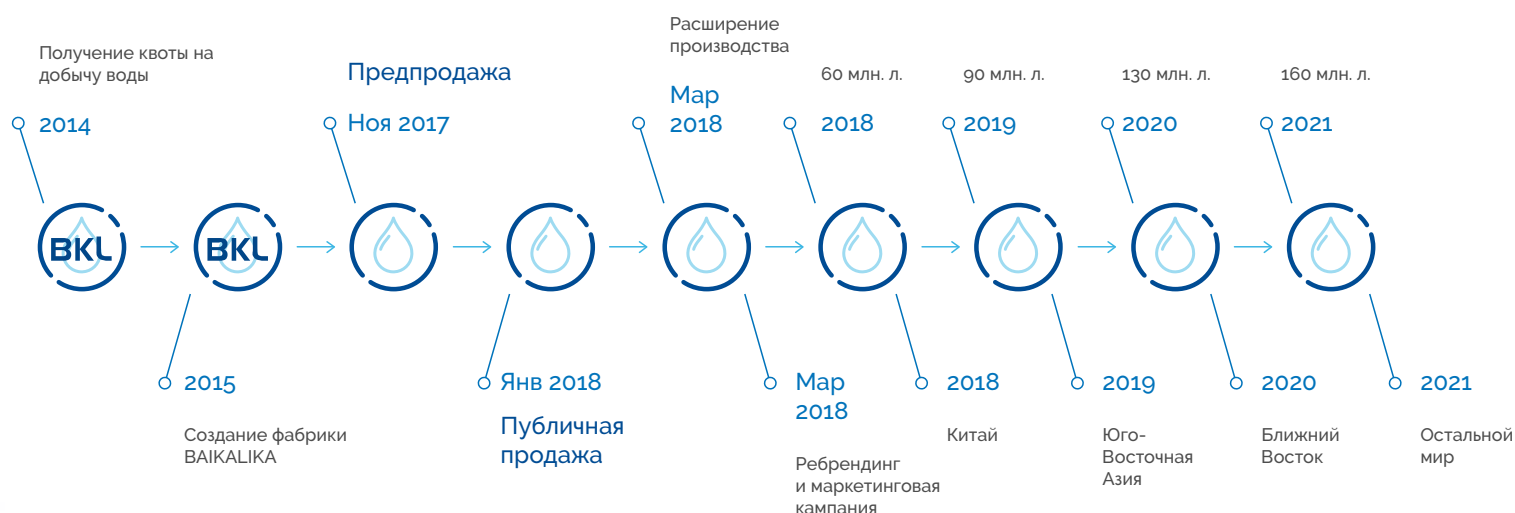 Получение квоты на
добычу воды
2014
Предпродажа
Ноя 2017
Расширение
производства
Мар
2018
60 млн. л.
2018
90 млн. л.
2019
130 млн. л.
2020
160 млн. л.
2021
BKL
BKL
2015
Создание фабрики
BAIKALIKA
Янв 2018
Публичная
продажа
Мар
2018
Ребрендинг
и маркетинговая
кампания
2018
Китай
2019
Юго-
Восточная
Азия
2020
Ближний
Восток
2021
Остальной
мир